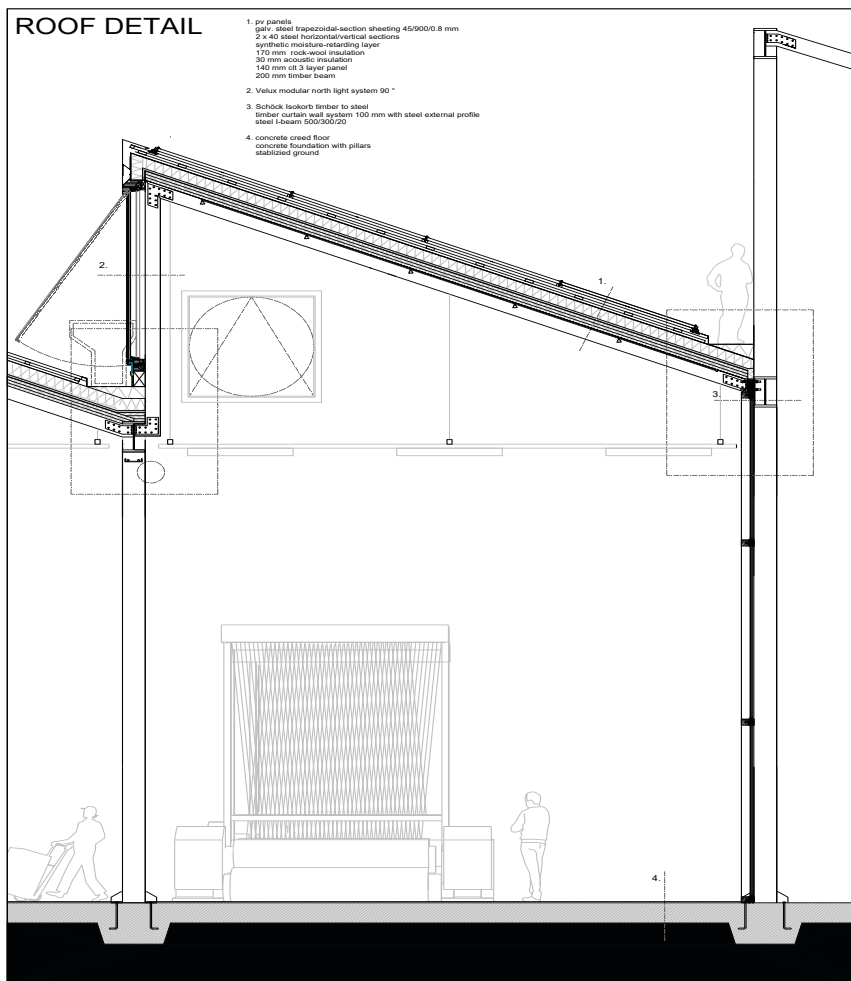 ROOF DETAIL
1. pv panels
galv. steel trapezoidal-section sheeting 45/900/0.8 mm
2 x 40 steel horizontal/vertical sections
synthetic moisture-retarding layer
170 mm rock-wool insulation
30 mm acoustic insulation
140 mm clt 3 layer panel
200 mm timber beam
2. Velux modular north light system 90 °
3. Schöck Isokorb timber to steel
timber curtain wall system 100 mm with steel external profile
steel I-beam 500/300/20
4. concrete creed floor
concrete foundation with pillars
stablizied ground
2.
1.
3.
4.